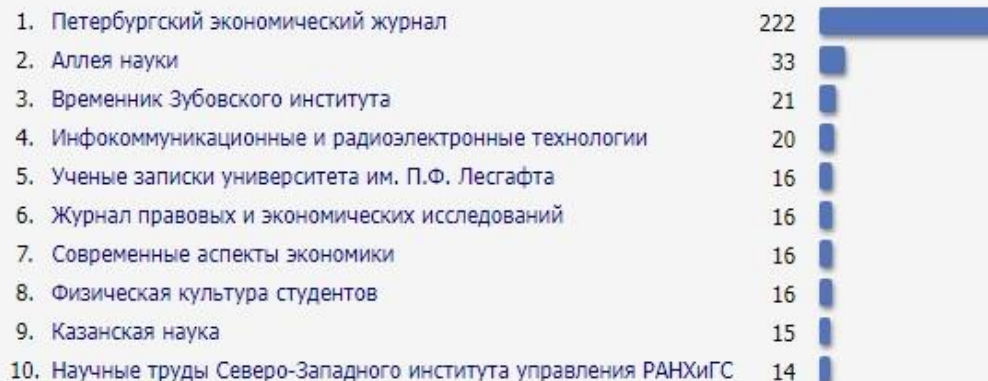 1. Петербургский экономический журнал 222
2. Аллея науки 33
3. Временник Зубовского института 21
4. Инфокоммуникационные и радиоэлектронные технологии 20
5. Ученые записки университета им. П.Ф. Лесгафта 16
6. Журнал правовых и экономических исследований 16
7. Современные аспекты экономики 16
8. Физическая культура студентов 16
9. Казанская наука 15
10. Научные труды Северо-Западного института управления РАНХиГС 14